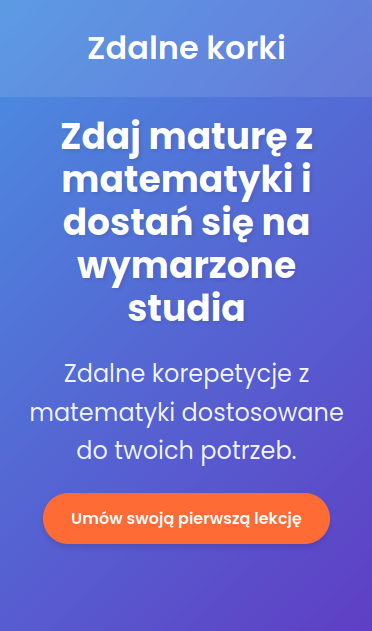 Zdalne korki
Zdaj maturę z
matematyki i
dostań się na
wymarzone
studia
Zdalne korepetycje z
matematyki dostosowane
do twoich potrzeb.
Umów swoją pierwszą lekcję